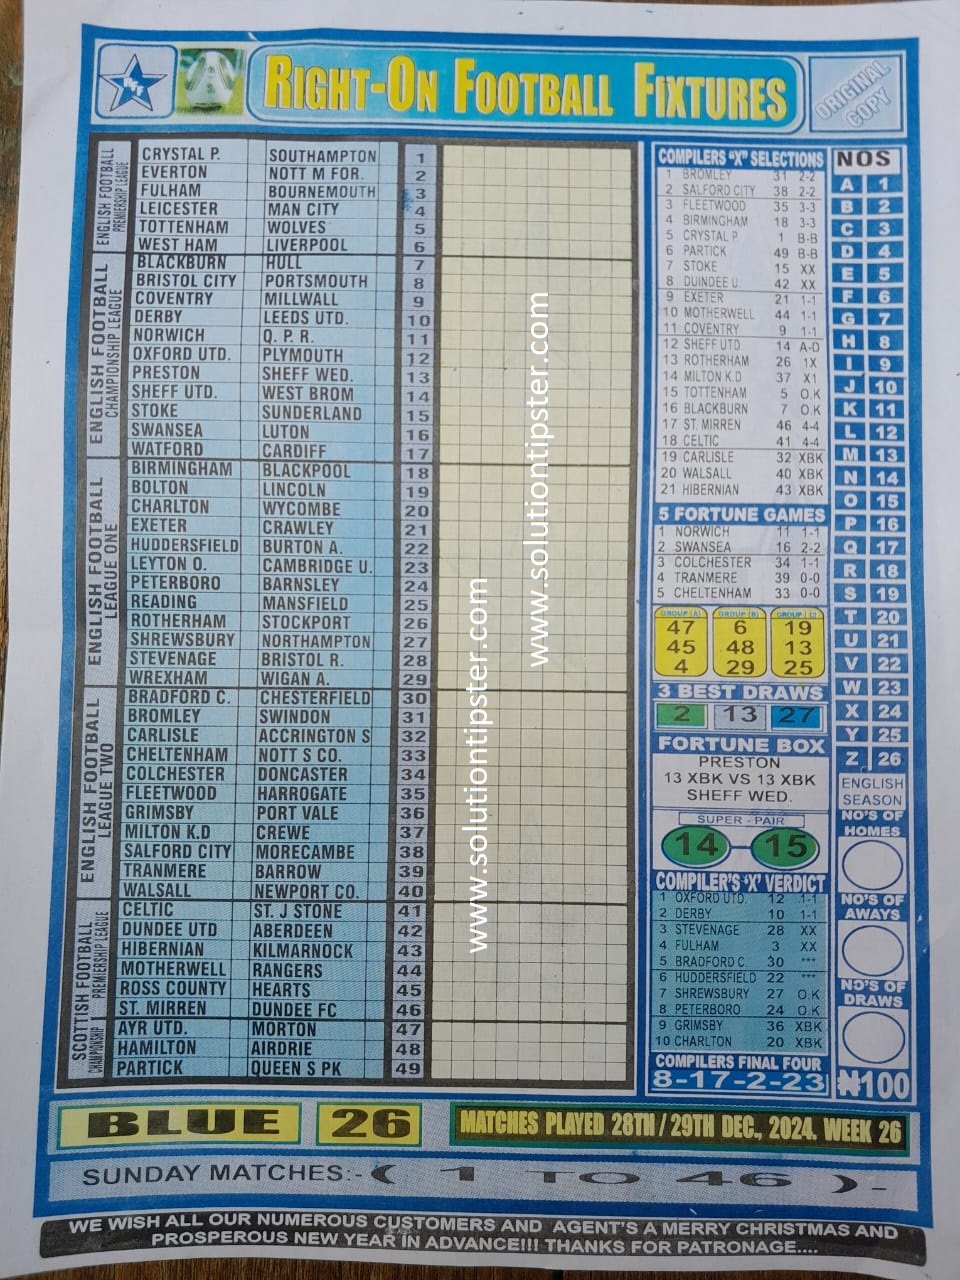 RFF
RIGHT-ON FOOTBALL FIXTURES
ORIGINAL COPY
ENGLISH FOOTBALL PREMIERSHIP LEAGUE
CRYSTAL P. SOUTHAMPTON 1
EVERTON NOTT M FOR. 2
FULHAM BOURNEMOUTH 3
LEICESTER MAN CITY 4
TOTTENHAM WOLVES 5
WEST HAM LIVERPOOL 6
ENGLISH FOOTBALL CHAMPIONSHIP LEAGUE
BLACKBURN HULL 7
BRISTOL CITY PORTSMOUTH 8
COVENTRY MILLWALL 9
DERBY LEEDS UTD. 10
NORWICH Q. P. R. 11
OXFORD UTD. PLYMOUTH 12
PRESTON SHEFF WED. 13
SHEFF UTD. WEST BROM 14
STOKE SUNDERLAND 15
SWANSEA LUTON 16
WATFORD CARDIFF 17
ENGLISH FOOTBALL LEAGUE ONE
BIRMINGHAM BLACKPOOL 18
BOLTON LINCOLN 19
CHARLTON WYCOMBE 20
EXETER CRAWLEY 21
HUDDERSFIELD BURTON A. 22
LEYTON O. CAMBRIDGE U. 23
PETERBORO BARNSLEY 24
READING MANSFIELD 25
ROTHERHAM STOCKPORT 26
SHREWSBURY NORTHAMPTON 27
STEVENAGE BRISTOL R. 28
WREXHAM WIGAN A. 29
ENGLISH FOOTBALL LEAGUE TWO
BRADFORD C. CHESTERFIELD 30
BROMLEY SWINDON 31
CARLISLE ACCRINGTON S 32
CHELTENHAM NOTT S CO. 33
COLCHESTER DONCASTER 34
FLEETWOOD HARROGATE 35
GRIMSBY PORT VALE 36
MILTON K.D CREWE 37
SALFORD CITY MORECAMBE 38
TRANMERE BARROW 39
WALSALL NEWPORT CO. 40
SCOTTISH FOOTBALL PREMIERSHIP LEAGUE
CELTIC ST. J STONE 41
DUNDEE UTD ABERDEEN 42
HIBERNIAN KILMARNOCK 43
MOTHERWELL RANGERS 44
ROSS COUNTY HEARTS 45
ST. MIRREN DUNDEE FC 46
CHAMPIONSHIP
AYR UTD. MORTON 47
HAMILTON AIRDRIE 48
PARTICK QUEEN S PK 49
www.solutiontipster.com
www.solutiontipster.com
COMPILERS "X" SELECTIONS
1 BROMLEY 31 2-2
2 SALFORD CITY 38 2-2
3 FLEETWOOD 35 3-3
4 BIRMINGHAM 18 3-3
5 CRYSTAL P 1 B-B
6 PARTICK 49 B-B
7 STOKE 15 XX
8 DUINDEE U. 42 XX
9 EXETER 21 1-1
10 MOTHERWELL 44 1-1
11 COVENTRY 9 1-1
12 SHEFF UTD. 14 A-D
13 ROTHERHAM 26 1X
14 MILTON K.D 37 X1
15 TOTTENHAM 5 O.K
16 BLACKBURN 7 O.K
17 ST. MIRREN 46 4-4
18 CELTIC 41 4-4
19 CARLISLE 32 XBK
20 WALSALL 40 XBK
21 HIBERNIAN 43 XBK
5 FORTUNE GAMES
1 NORWICH 11 1-1
2 SWANSEA 16 2-2
3 COLCHESTER 34 1-1
4 TRANMERE 39 0-0
5 CHELTENHAM 33 0-0
GROUP (A) GROUP (B) GROUP (C)
47 6 19
45 48 13
4 29 25
3 BEST DRAWS
2 13 27
FORTUNE BOX
PRESTON
13 XBK VS 13 XBK
SHEFF WED.
SUPER - PAIR
14 - 15
COMPILER'S 'X' VERDICT
1 OXFORD UTD. 12 1-1
2 DERBY 10 1-1
3 STEVENAGE 28 XX
4 FULHAM 3 XX
5 BRADFORD C. 30 ***
6 HUDDERSFIELD 22 ***
7 SHREWSBURY 27 O.K
8 PETERBORO 24 O.K
9 GRIMSBY 36 XBK
10 CHARLTON 20 XBK
COMPILERS FINAL FOUR
8-17-2-23
NOS
A 1
B 2
C 3
D 4
E 5
F 6
G 7
H 8
I 9
J 10
K 11
L 12
M 13
N 14
O 15
P 16
Q 17
R 18
S 19
T 20
U 21
V 22
W 23
X 24
Y 25
Z 26
ENGLISH
SEASON
NO'S OF
HOMES
NO'S OF
AWAYS
NO'S OF
DRAWS
₦100
BLUE 26 MATCHES PLAYED 28TH / 29TH DEC., 2024. WEEK 26
SUNDAY MATCHES:- ( 1 TO 46 ) -
WE WISH ALL OUR NUMEROUS CUSTOMERS AND AGENT'S A MERRY CHRISTMAS AND
PROSPEROUS NEW YEAR IN ADVANCE!!! THANKS FOR PATRONAGE....